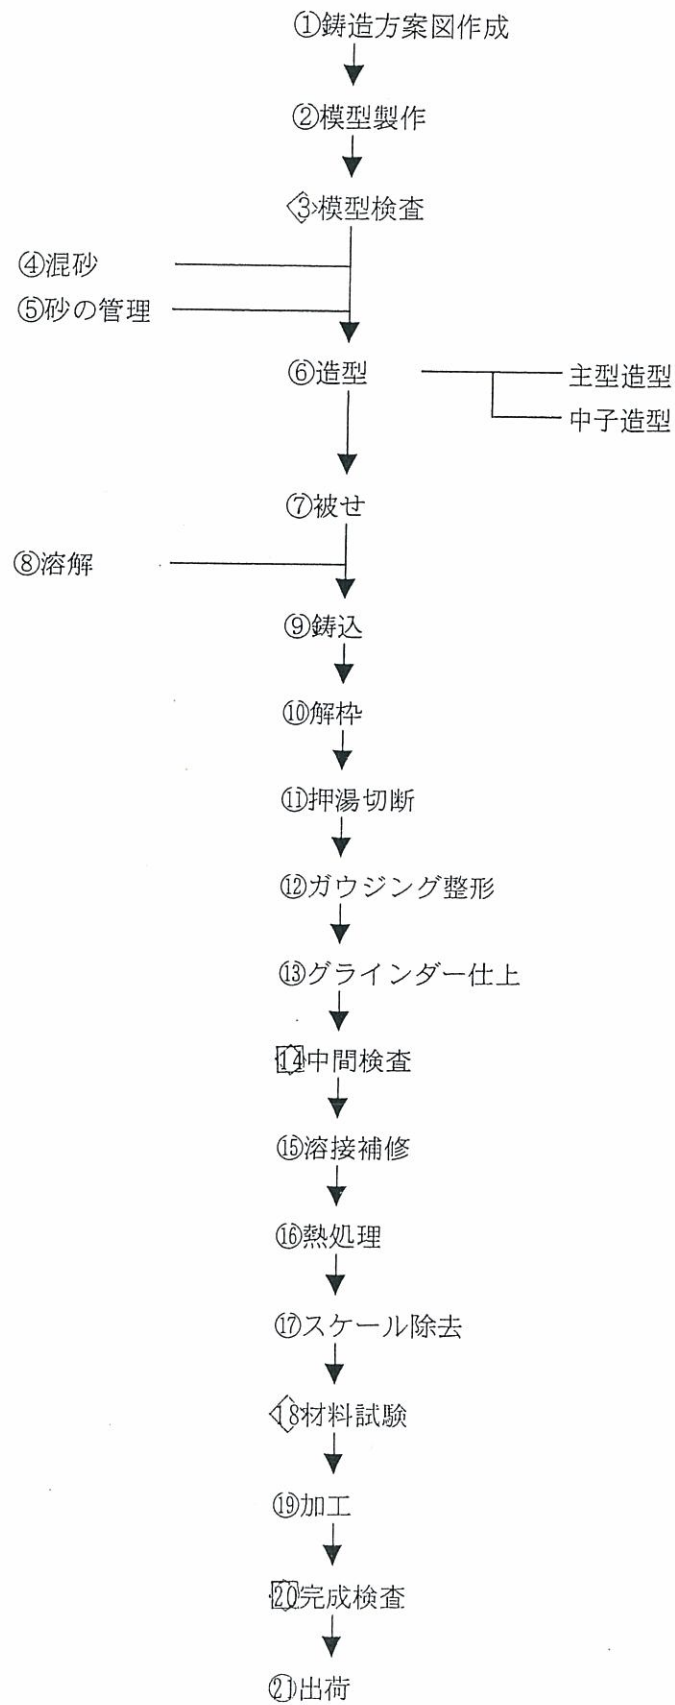 ①鋳造方案図作成
②模型製作
③模型検査
④混砂
⑤砂の管理
⑥造型
主型造型
中子造型
⑦被せ
⑧溶解
⑨鋳込
⑩解枠
⑪押湯切断
⑫ガウジング整形
⑬グラインダー仕上
⑭中間検査
⑮溶接補修
⑯熱処理
⑰スケール除去
⑱材料試験
⑲加工
⑳完成検査
㉑出荷